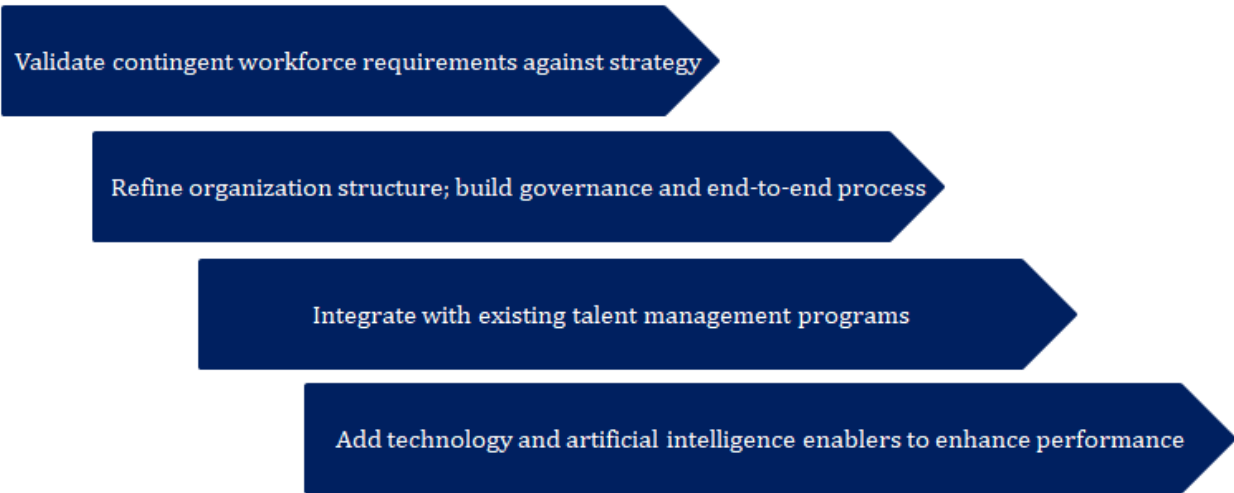 Validate contingent workforce requirements against strategy
Refine organization structure; build governance and end-to-end process
Integrate with existing talent management programs
Add technology and artificial intelligence enablers to enhance performance